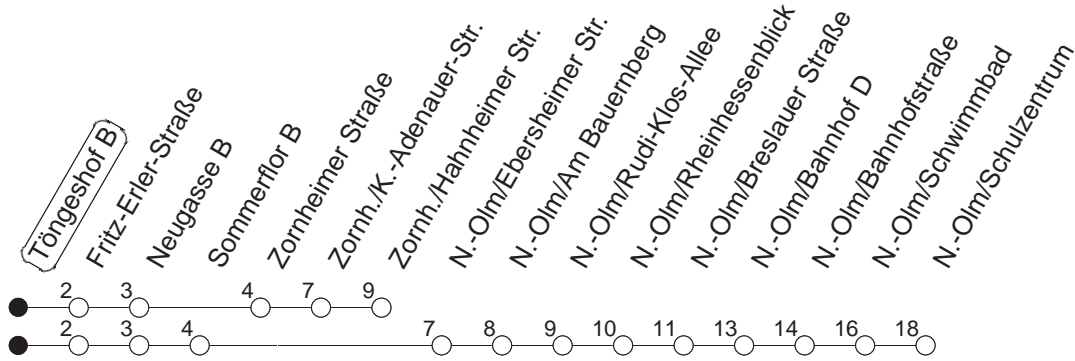 Töngeshof B
Fritz-Erler-Straße
Neugasse B
Sommerflor B
Zornheimer Straße
Zornh./K.-Adenauer-Str.
Zornh./Hahnheimer Str.
N.-Olm/Ebersheimer Str.
N.-Olm/Am Bauernberg
N.-Olm/Rudi-Klos-Allee
N.-Olm/Rheinhessenblick
N.-Olm/Breslauer Straße
N.-Olm/Bahnhof D
N.-Olm/Bahnhofstraße
N.-Olm/Schwimmbad
N.-Olm/Schulzentrum
2 3 4 7 9
2 3 4 7 8 9 10 11 13 14 16 18